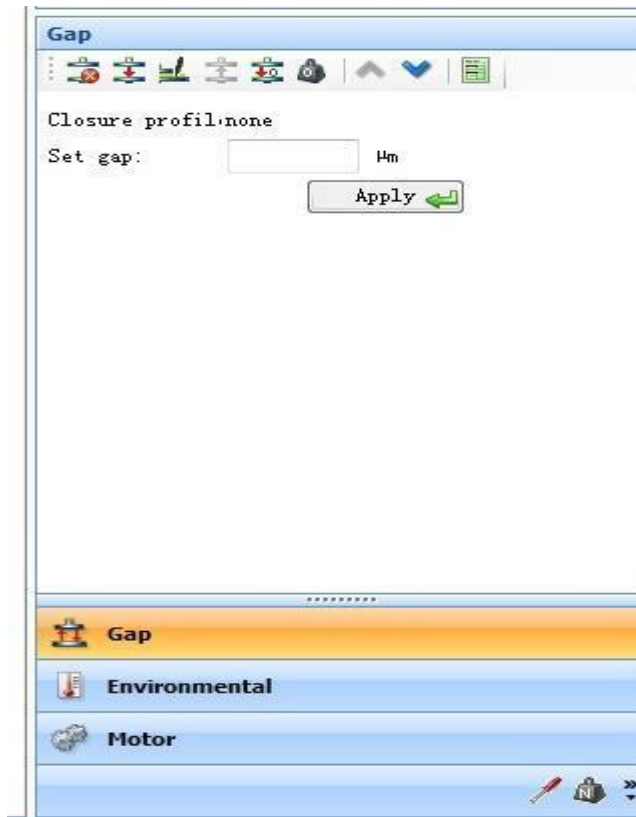 Gap
Closure profil:none
Set gap: μm
Apply
Gap
Environmental
Motor
N
»